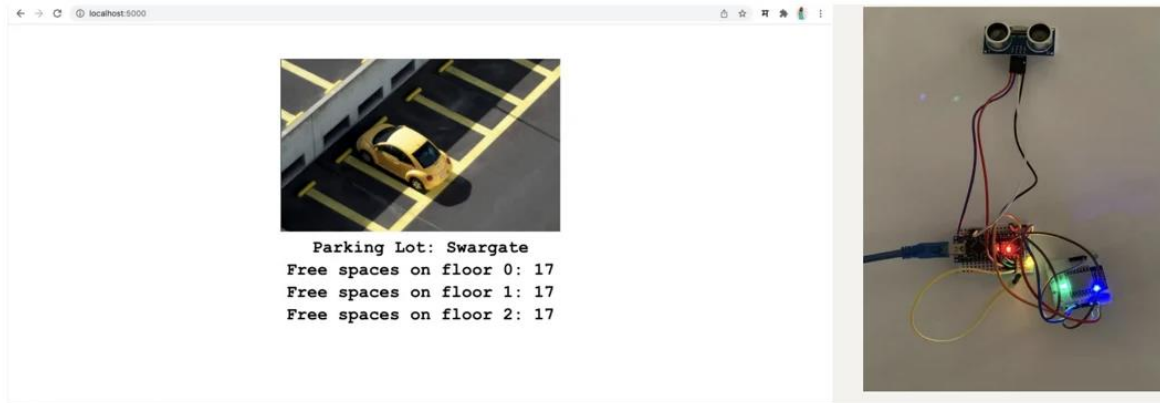 localhost:5000
म
Parking Lot: Swargate
Free spaces on floor 0: 17
Free spaces on floor 1: 17
Free spaces on floor 2: 17